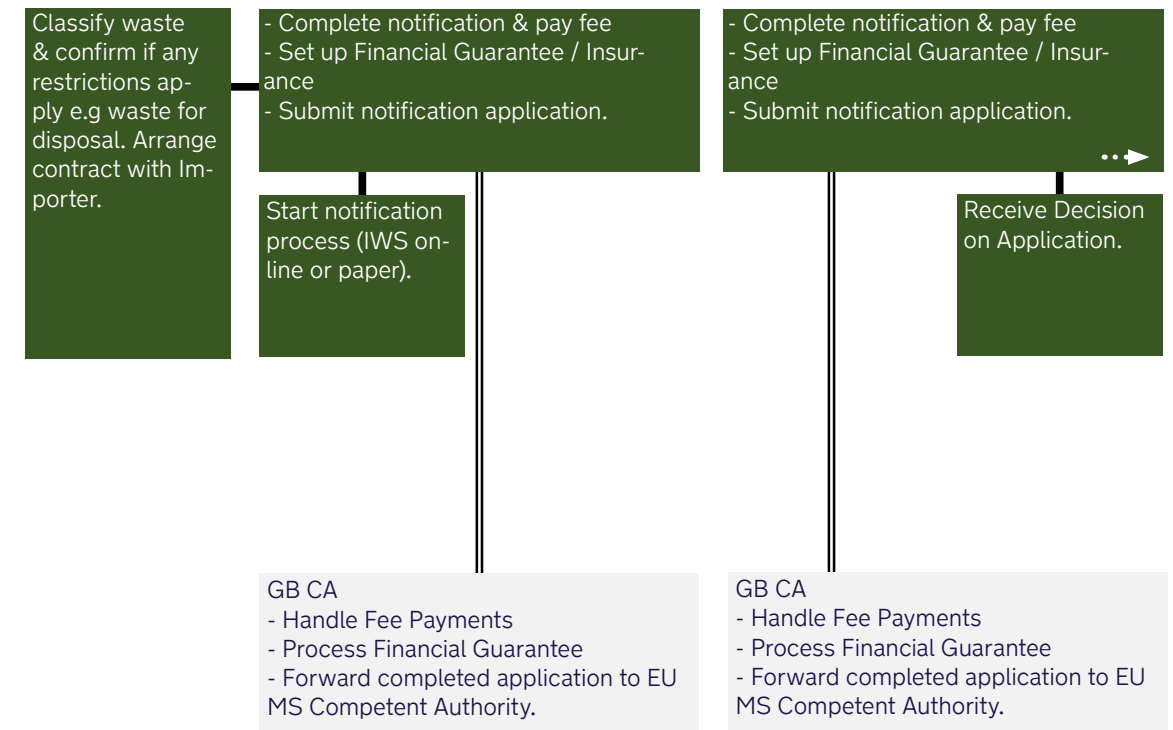 Classify waste
& confirm if any
restrictions ap-
ply e.g waste for
disposal. Arrange
contract with Im-
porter.
- Complete notification & pay fee
- Set up Financial Guarantee / Insur-
ance
- Submit notification application.
- Complete notification & pay fee
- Set up Financial Guarantee / Insur-
ance
- Submit notification application.
Start notification
process (IWS on-
line or paper).
Receive Decision
on Application.
GB CA
- Handle Fee Payments
- Process Financial Guarantee
- Forward completed application to EU
MS Competent Authority.
GB CA
- Handle Fee Payments
- Process Financial Guarantee
- Forward completed application to EU
MS Competent Authority.